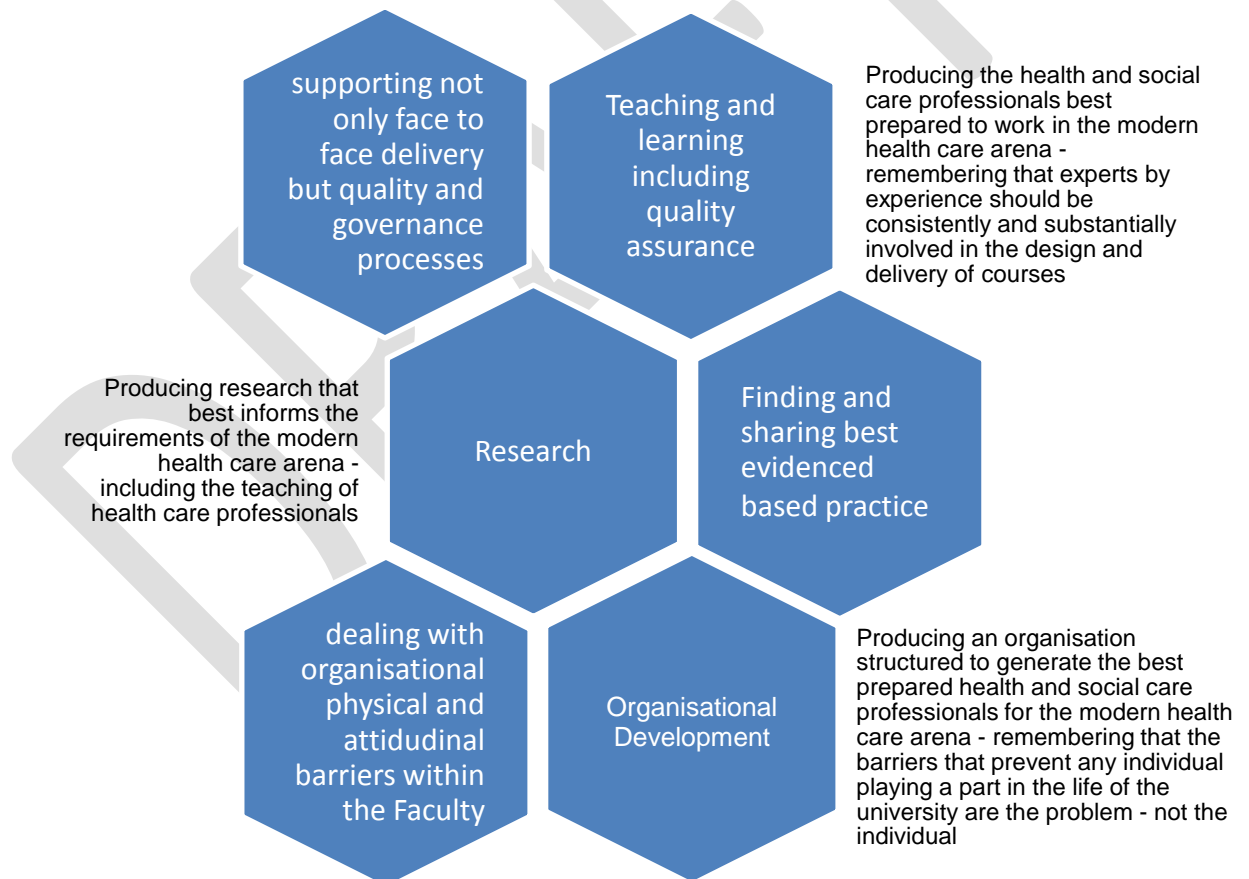 supporting not
only face to
face delivery
but quality and
governance
processes
Teaching and
learning
including
quality
assurance
Producing the health and social
care professionals best
prepared to work in the modern
health care arena -
remembering that experts by
experience should be
consistently and substantially
involved in the design and
delivery of courses
Producing research that
best informs the
requirements of the modern
health care arena -
including the teaching of
health care professionals
Research
Finding and
sharing best
evidenced
based practice
dealing with
organisational
physical and
attidudinal
barriers within
the Faculty
Organisational
Development
Producing an organisation
structured to generate the best
prepared health and social care
professionals for the modern health
care arena - remembering that the
barriers that prevent any individual
playing a part in the life of the
university are the problem - not the
individual